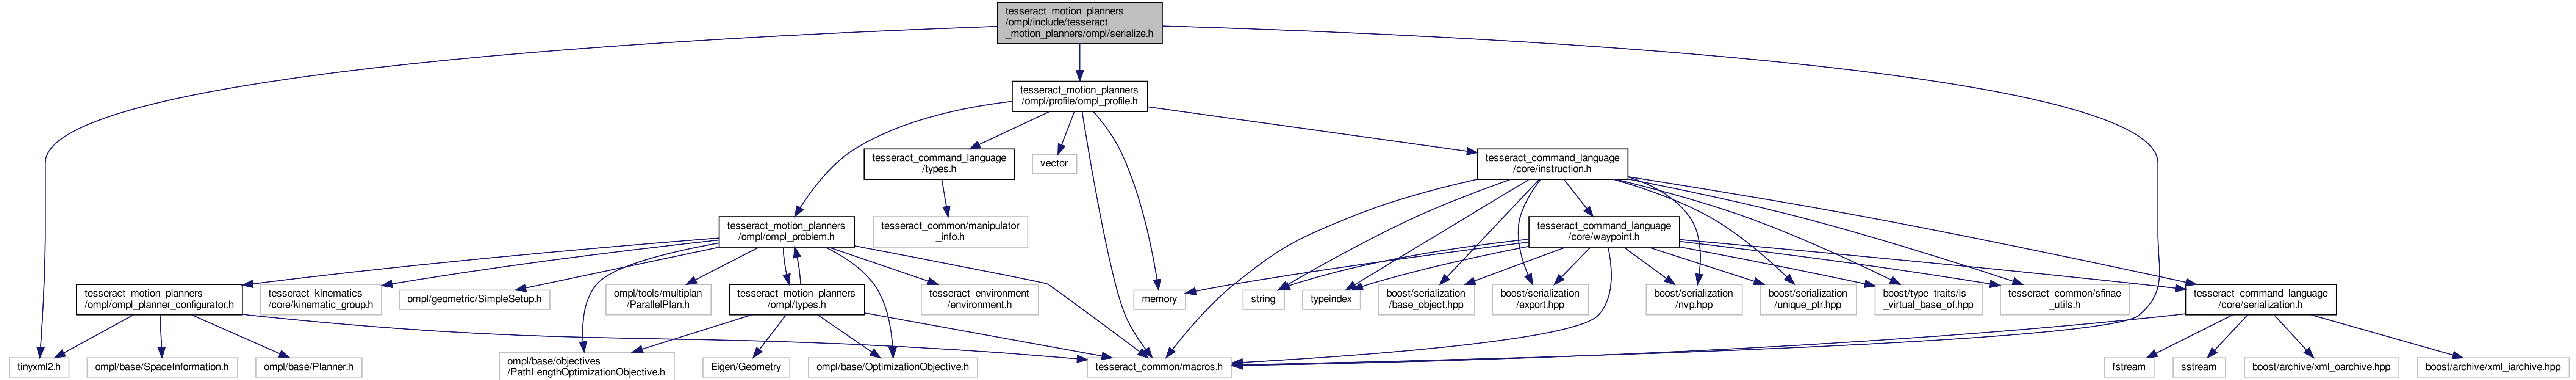 tesseract_motion_planners
/ompl/include/tesseract
_motion_planners/ompl/serialize.h
tesseract_motion_planners
/ompl/profile/ompl_profile.h
tesseract_command_language
/types.h
vector
tesseract_command_language
/core/instruction.h
tesseract_motion_planners
/ompl/ompl_problem.h
tesseract_common/manipulator
_info.h
tesseract_command_language
/core/waypoint.h
tesseract_motion_planners
/ompl/ompl_planner_configurator.h
tesseract_kinematics
/core/kinematic_group.h
ompl/geometric/SimpleSetup.h
ompl/tools/multiplan
/ParallelPlan.h
tesseract_motion_planners
/ompl/types.h
tesseract_environment
/environment.h
memory
string
typeindex
boost/serialization
/base_object.hpp
boost/serialization
/export.hpp
boost/serialization
/nvp.hpp
boost/serialization
/unique_ptr.hpp
boost/type_traits/is
_virtual_base_of.hpp
tesseract_common/sfinae
_utils.h
tesseract_command_language
/core/serialization.h
tinyxml2.h
ompl/base/SpaceInformation.h
ompl/base/Planner.h
ompl/base/objectives
/PathLengthOptimizationObjective.h
Eigen/Geometry
ompl/base/OptimizationObjective.h
tesseract_common/macros.h
fstream
sstream
boost/archive/xml_oarchive.hpp
boost/archive/xml_iarchive.hpp